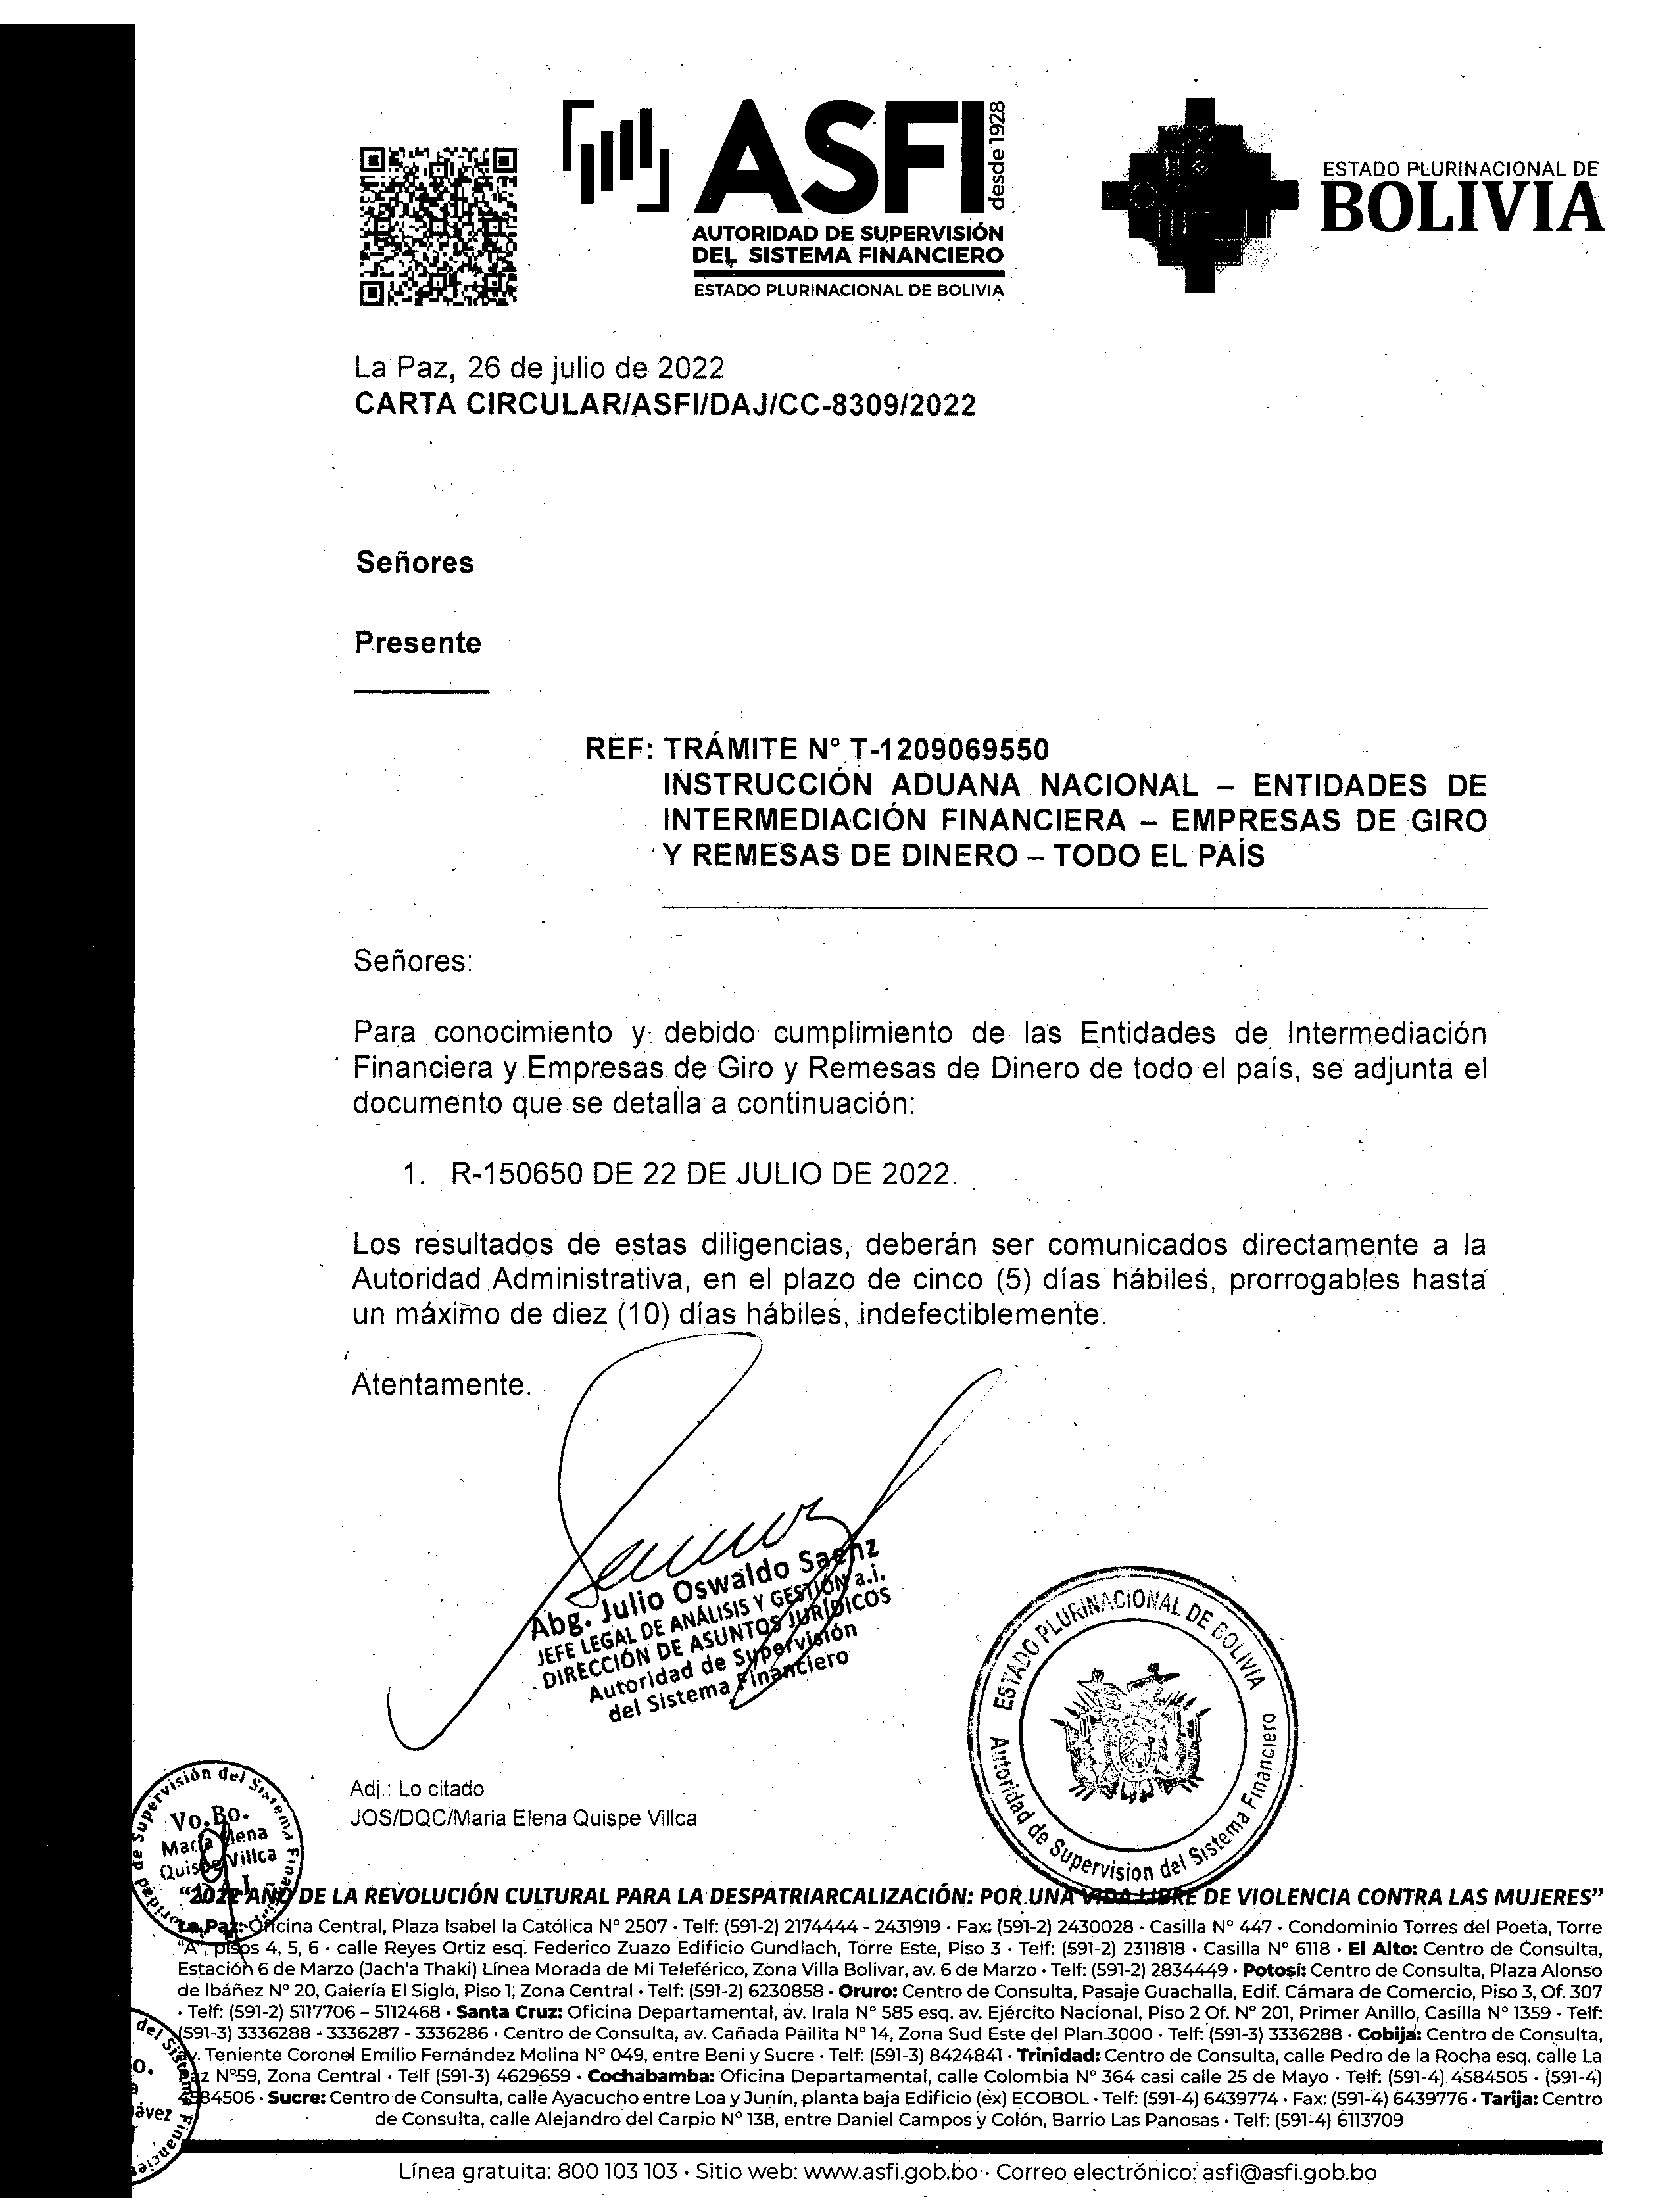 ASFI
desde 1928
AUTORIDAD DE SUPERVISIÓN
DEL SISTEMA FINANCIERO
ESTADO PLURINACIONAL DE BOLIVIA
ESTADO PLURINACIONAL DE
BOLIVIA
La Paz, 26 de julio de 2022
CARTA CIRCULAR/ASFI/DAJ/CC-8309/2022
Señores
Presente
REF: TRÁMITE Nº T-1209069550
INSTRUCCIÓN ADUANA NACIONAL – ENTIDADES DE
INTERMEDIACIÓN FINANCIERA – EMPRESAS DE GIRO
Y REMESAS DE DINERO – TODO EL PAÍS
Señores:
Para conocimiento y debido cumplimiento de las Entidades de Intermediación
Financiera y Empresas de Giro y Remesas de Dinero de todo el país, se adjunta el
documento que se detalla a continuación:
1. R-150650 DE 22 DE JULIO DE 2022.
Los resultados de estas diligencias, deberán ser comunicados directamente a la
Autoridad Administrativa, en el plazo de cinco (5) días hábiles, prorrogables hasta
un máximo de diez (10) días hábiles, indefectiblemente.
Atentamente.
Abg. Julio Oswaldo Saenz
JEFE LEGAL DE ANÁLISIS Y GESTIÓN a.i.
DIRECCIÓN DE ASUNTOS JURÍDICOS
Autoridad de Supervisión
del Sistema Financiero
ESTADO PLURINACIONAL DE BOLIVIA
Autoridad de Supervision del Sistema Financiero
Adj.: Lo citado
JOS/DQC/Maria Elena Quispe Villca
Vo.Bo.
María Elena
Quispe Villca
"2022 AÑO DE LA REVOLUCIÓN CULTURAL PARA LA DESPATRIARCALIZACIÓN: POR UNA VIDA LIBRE DE VIOLENCIA CONTRA LAS MUJERES"
La Paz: Oficina Central, Plaza Isabel la Católica Nº 2507 · Telf: (591-2) 2174444 - 2431919 · Fax: (591-2) 2430028 · Casilla Nº 447 · Condominio Torres del Poeta, Torre
"A", pisos 4, 5, 6 · calle Reyes Ortiz esq. Federico Zuazo Edificio Gundlach, Torre Este, Piso 3 · Telf: (591-2) 2311818 · Casilla Nº 6118 · El Alto: Centro de Consulta,
Estación 6 de Marzo (Jach'a Thaki) Línea Morada de Mi Teleférico, Zona Villa Bolivar, av. 6 de Marzo · Telf: (591-2) 2834449 · Potosí: Centro de Consulta, Plaza Alonso
de Ibáñez Nº 20, Galería El Siglo, Piso 1, Zona Central · Telf: (591-2) 6230858 · Oruro: Centro de Consulta, Pasaje Guachalla, Edif. Cámara de Comercio, Piso 3, Of. 307
· Telf: (591-2) 5117706 – 5112468 · Santa Cruz: Oficina Departamental, av. Irala Nº 585 esq. av. Ejército Nacional, Piso 2 Of. Nº 201, Primer Anillo, Casilla Nº 1359 · Telf:
(591-3) 3336288 - 3336287 - 3336286 · Centro de Consulta, av. Cañada Pailita Nº 14, Zona Sud Este del Plan 3000 · Telf: (591-3) 3336288 · Cobija: Centro de Consulta,
Teniente Coronel Emilio Fernández Molina Nº 049, entre Beni y Sucre · Telf: (591-3) 8424841 · Trinidad: Centro de Consulta, calle Pedro de la Rocha esq. calle La
Nº59, Zona Central · Telf (591-3) 4629659 · Cochabamba: Oficina Departamental, calle Colombia Nº 364 casi calle 25 de Mayo · Telf: (591-4) 4584505 · (591-4)
4584506 · Sucre: Centro de Consulta, calle Ayacucho entre Loa y Junín, planta baja Edificio (ex) ECOBOL · Telf: (591-4) 6439774 · Fax: (591-4) 6439776 · Tarija: Centro
de Consulta, calle Alejandro del Carpio Nº 138, entre Daniel Campos y Colón, Barrio Las Panosas · Telf: (591-4) 6113709
Línea gratuita: 800 103 103 · Sitio web: www.asfi.gob.bo · Correo electrónico: asfi@asfi.gob.bo